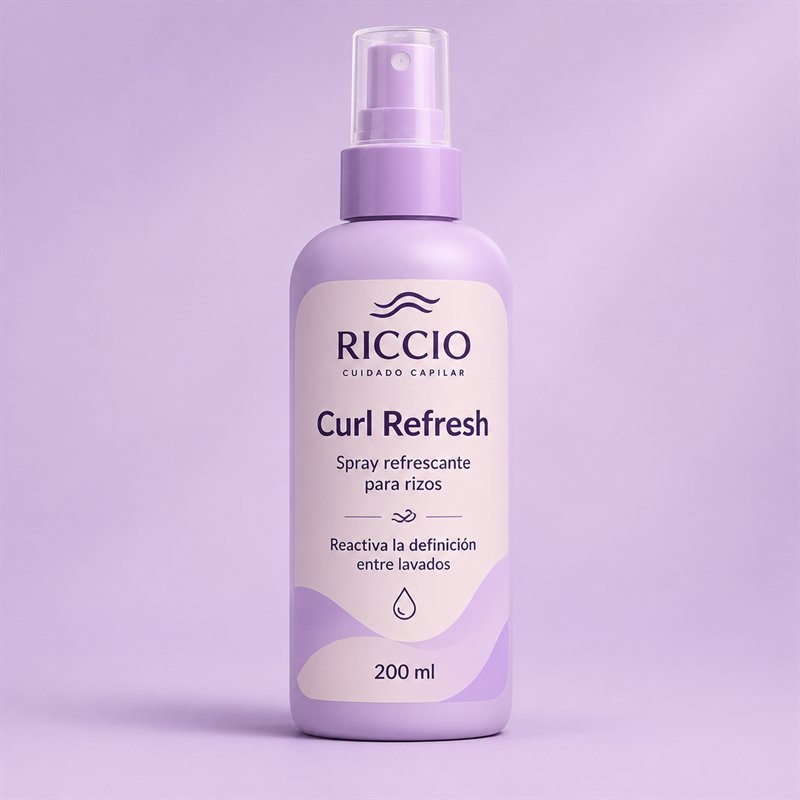 RICCIO
CUIDADO CAPILAR
Curl Refresh
Spray refrescante
para rizos
Reactiva la definición
entre lavados
200 ml